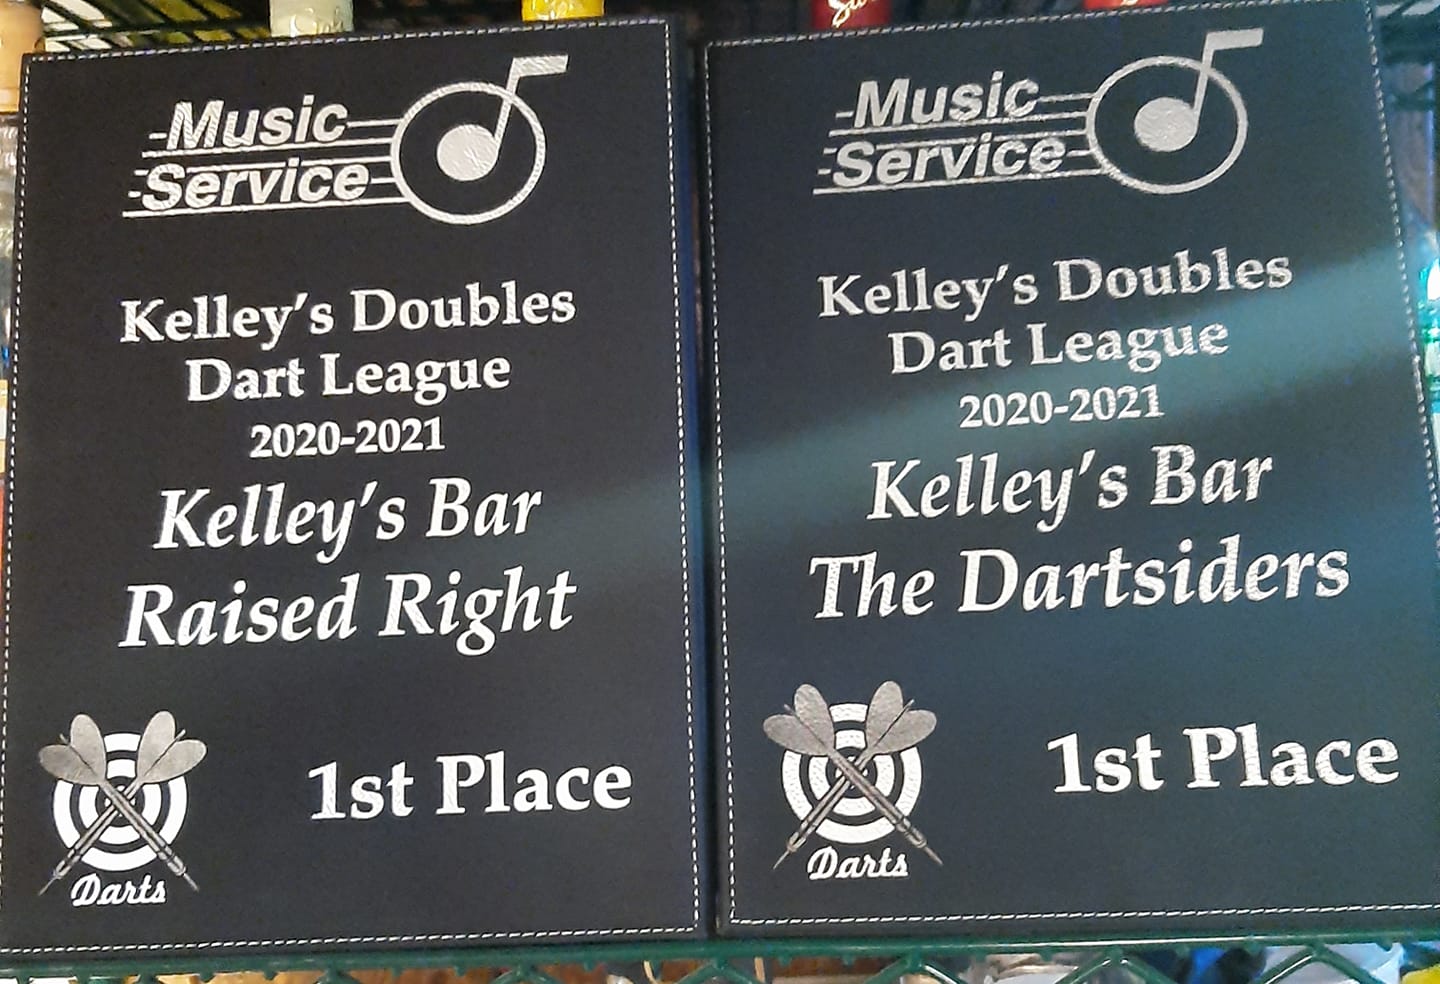 Music
Service
Kelley's Doubles
Dart League
2020-2021
Kelley's Bar
Raised Right
1st Place
Darts
Music
Service
Kelley's Doubles
Dart League
2020-2021
Kelley's Bar
The Dartsiders
1st Place
Darts